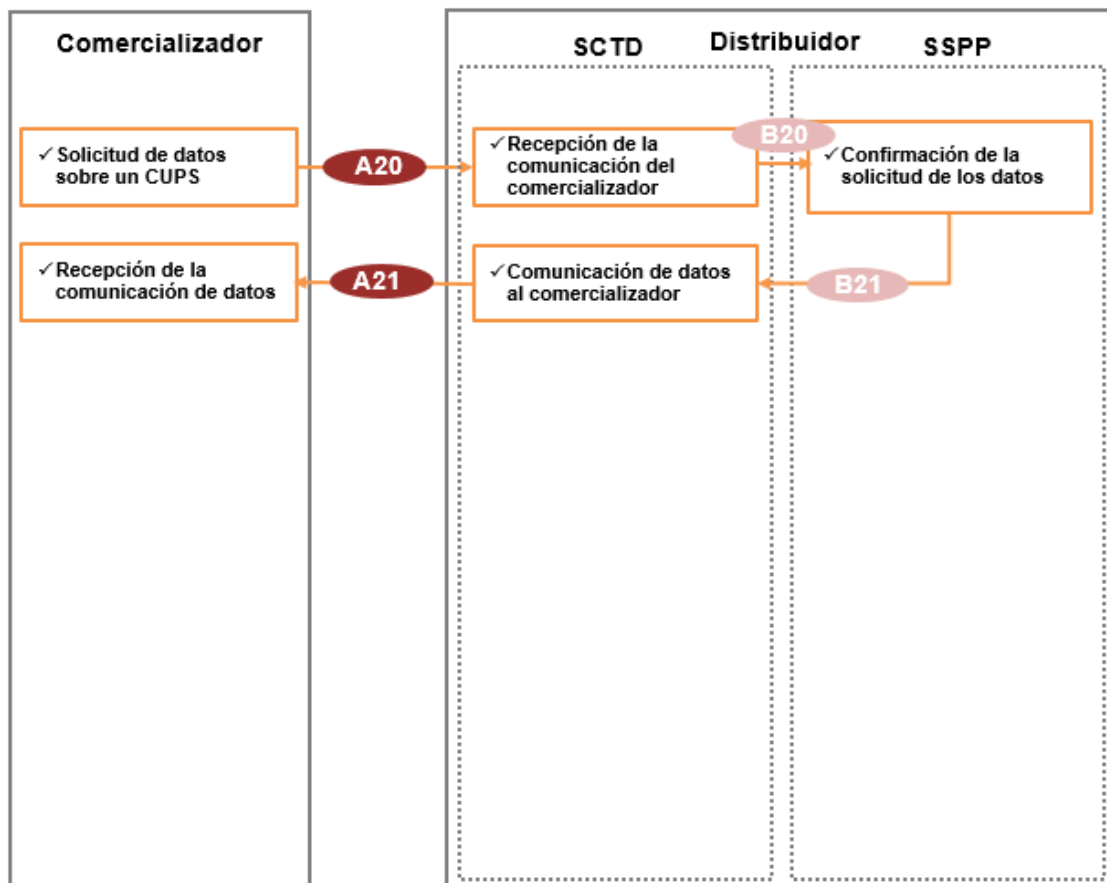 Comercializador
Distribuidor
SCTD
SSPP
✓ Solicitud de datos
sobre un CUPS
A20
✓ Recepción de la
comunicación del
comercializador
B20
✓ Confirmación de la
solicitud de los datos
✓ Recepción de la
comunicación de datos
A21
✓ Comunicación de datos
al comercializador
B21